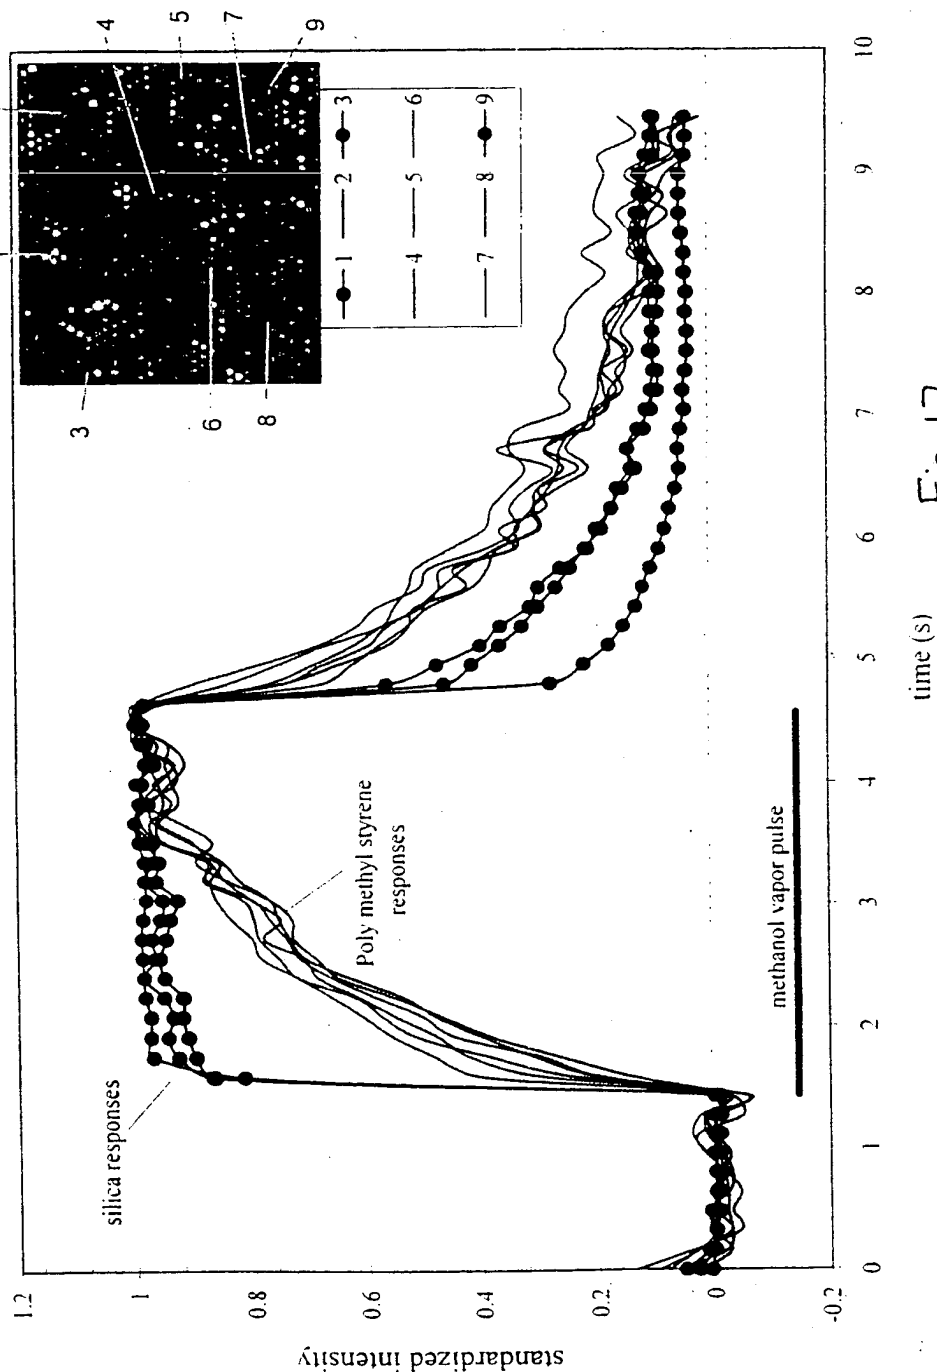 4
5
7
9
3
6
8
1 2 3
4 5 6
7 8 9
silica responses
Poly methyl styrene
responses
methanol vapor pulse
1.2
1
0.8
0.6
0.4
0.2
0
-0.2
standardized intensity
0 1 2 3 4 5 6 7 8 9 10
time (s)